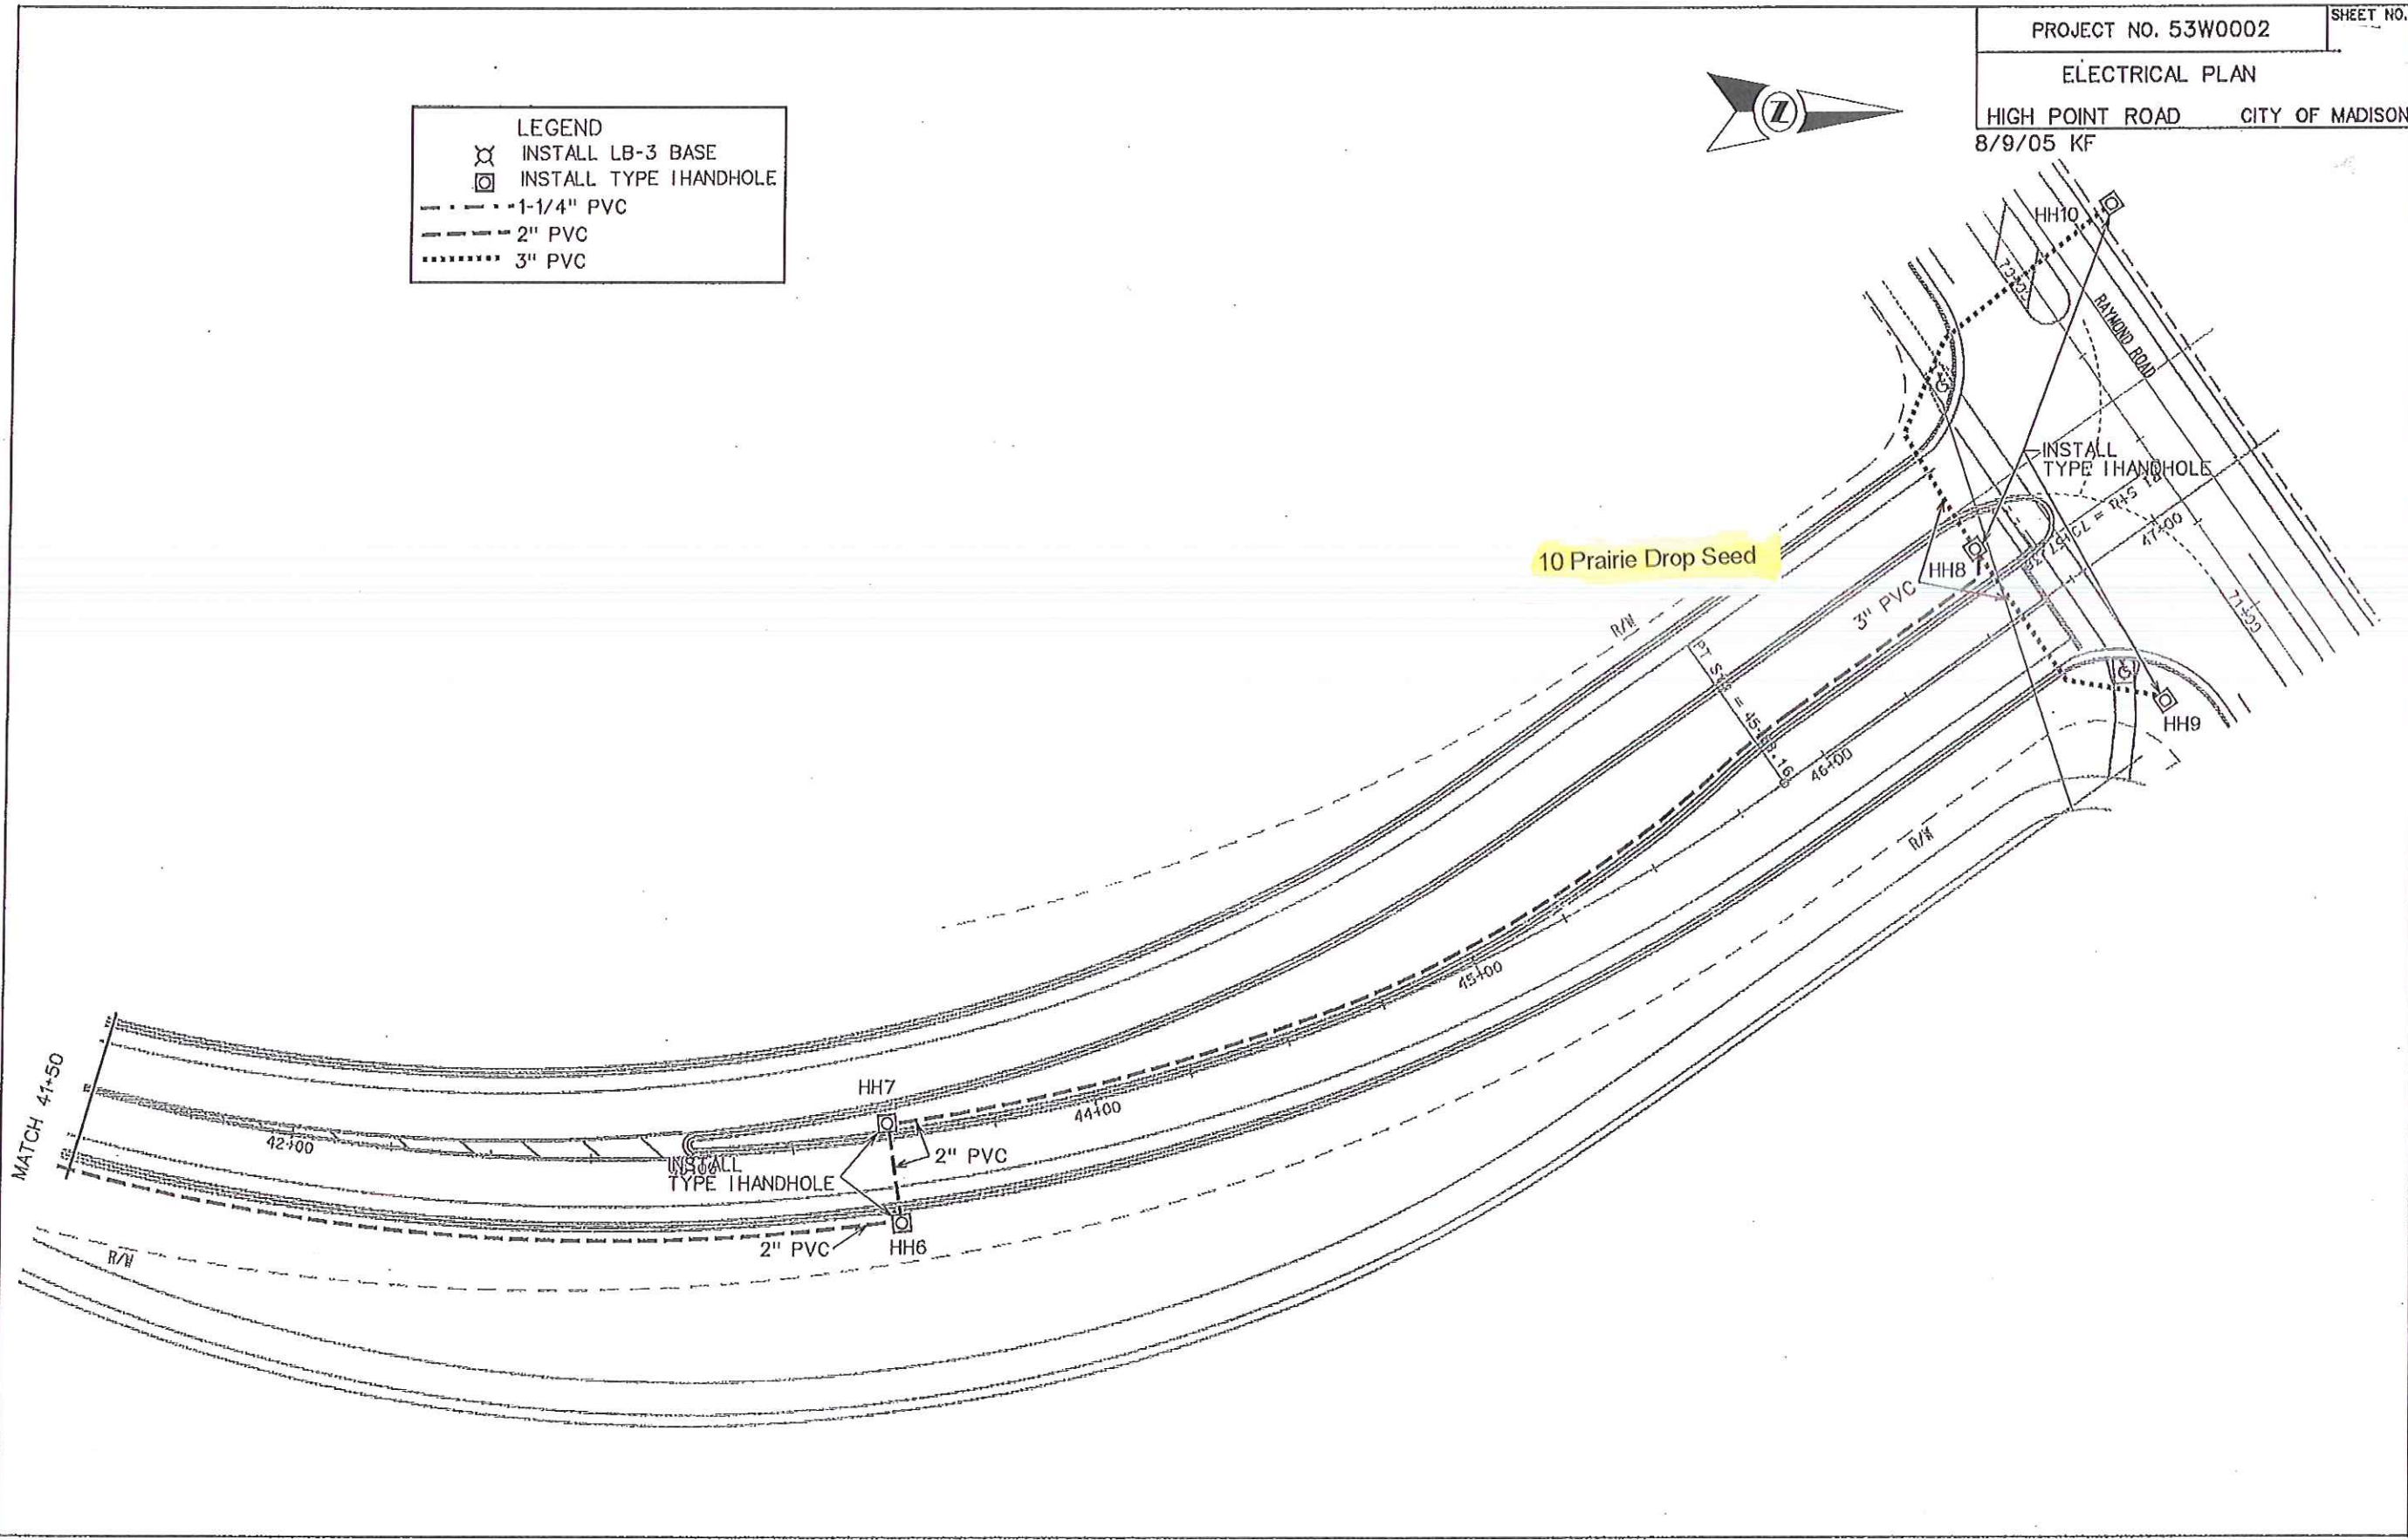 PROJECT NO. 53W0002
SHEET NO.
ELECTRICAL PLAN
HIGH POINT ROAD CITY OF MADISON
8/9/05 KF
Z
LEGEND
INSTALL LB-3 BASE
INSTALL TYPE I HANDHOLE
1-1/4" PVC
2" PVC
3" PVC
HH10
RAYMOND ROAD
INSTALL
TYPE I HANDHOLE
47+00
71+00
10 Prairie Drop Seed
HH8
3" PVC
R/W
HH9
46+00
R/W
45+00
44+00
HH7
2" PVC
INSTALL
TYPE I HANDHOLE
42+00
MATCH 41+50
2" PVC
HH6
R/W